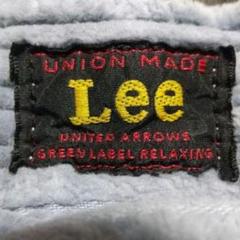 UNION MADE
Lee
UNITED ARROWS
GREEN LABEL RELAXING